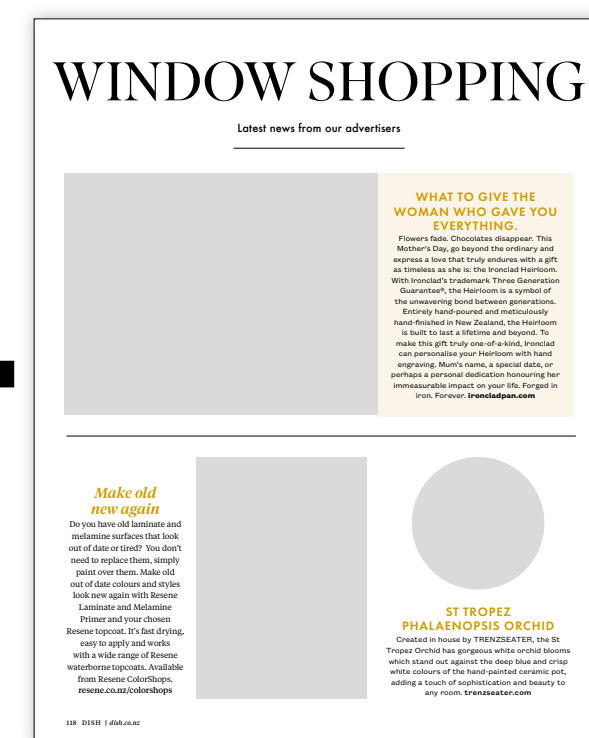 WINDOW SHOPPING
Latest news from our advertisers
WHAT TO GIVE THE
WOMAN WHO GAVE YOU
EVERYTHING.
Flowers fade. Chocolates disappear. This
Mother's Day, go beyond the ordinary and
express a love that truly endures with a gift
as timeless as she is: the Ironclad Heirloom.
With Ironclad's trademark Three Generation
Guarantee®, the Heirloom is a symbol of
the unwavering bond between generations.
Entirely hand-poured and meticulously
hand-finished in New Zealand, the Heirloom
is built to last a lifetime and beyond. To
make this gift truly one-of-a-kind, Ironclad
can personalise your Heirloom with hand
engraving. Mum's name, a special date, or
perhaps a personal dedication honouring her
immeasurable impact on your life. Forged in
iron. Forever. ironcladpan.com
Make old
new again
Do you have old laminate and
melamine surfaces that look
out of date or tired? You don't
need to replace them, simply
paint over them. Make old
out of date colours and styles
look new again with Resene
Laminate and Melamine
Primer and your chosen
Resene topcoat. It's fast drying,
easy to apply and works
with a wide range of Resene
waterborne topcoats. Available
from Resene ColorShops.
resene.co.nz/colorshops
ST TROPEZ
PHALAENOPSIS ORCHID
Created in house by TRENZSEATER, the St
Tropez Orchid has gorgeous white orchid blooms
which stand out against the deep blue and crisp
white colours of the hand-painted ceramic pot,
adding a touch of sophistication and beauty to
any room. trenzseater.com
118 DISH | dish.co.nz